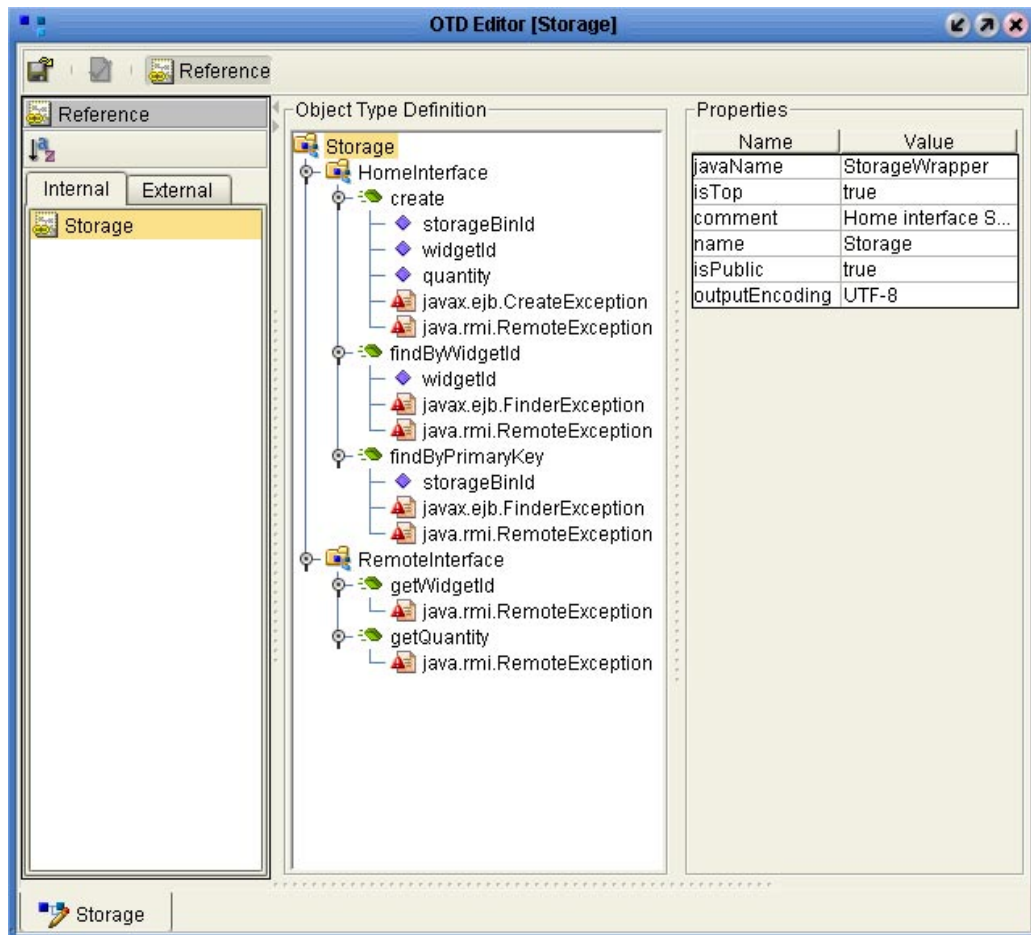 OTD Editor [Storage]
Reference
Reference
Internal External
Storage
Object Type Definition
Storage
HomeInterface
create
storageBinId
widgetId
quantity
javax.ejb.CreateException
java.rmi.RemoteException
findByWidgetId
widgetId
javax.ejb.FinderException
java.rmi.RemoteException
findByPrimaryKey
storageBinId
javax.ejb.FinderException
java.rmi.RemoteException
RemoteInterface
getWidgetId
java.rmi.RemoteException
getQuantity
java.rmi.RemoteException
Properties
Name Value
javaName StorageWrapper
isTop true
comment Home interface S...
name Storage
isPublic true
outputEncoding UTF-8
Storage